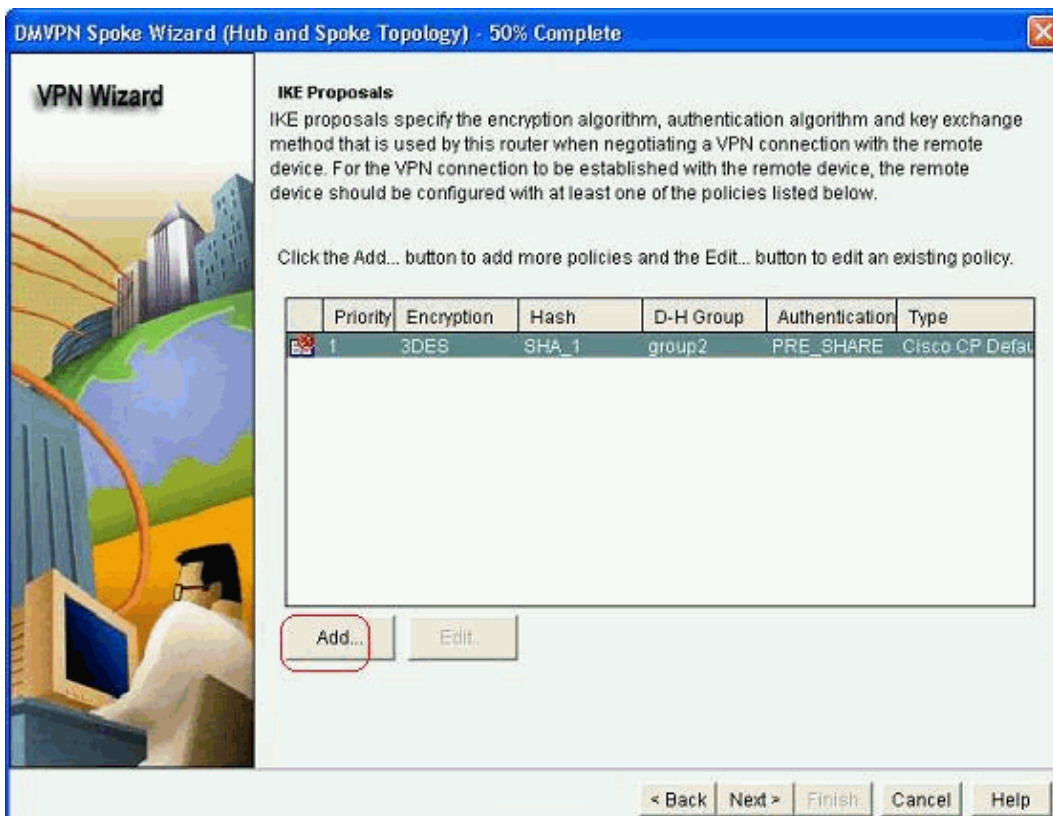 DMVPN Spoke Wizard (Hub and Spoke Topology) - 50% Complete
VPN Wizard
IKE Proposals
IKE proposals specify the encryption algorithm, authentication algorithm and key exchange
method that is used by this router when negotiating a VPN connection with the remote
device. For the VPN connection to be established with the remote device, the remote
device should be configured with at least one of the policies listed below.
Click the Add... button to add more policies and the Edit... button to edit an existing policy.
Priority Encryption Hash D-H Group Authentication Type
1 3DES SHA_1 group2 PRE_SHARE Cisco CP Defau
Add... Edit...
< Back Next > Finish Cancel Help